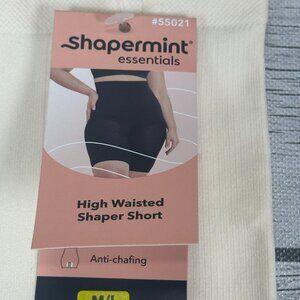 #55021
Shapermint®
essentials
High Waisted
Shaper Short
Anti-chafing
M/L